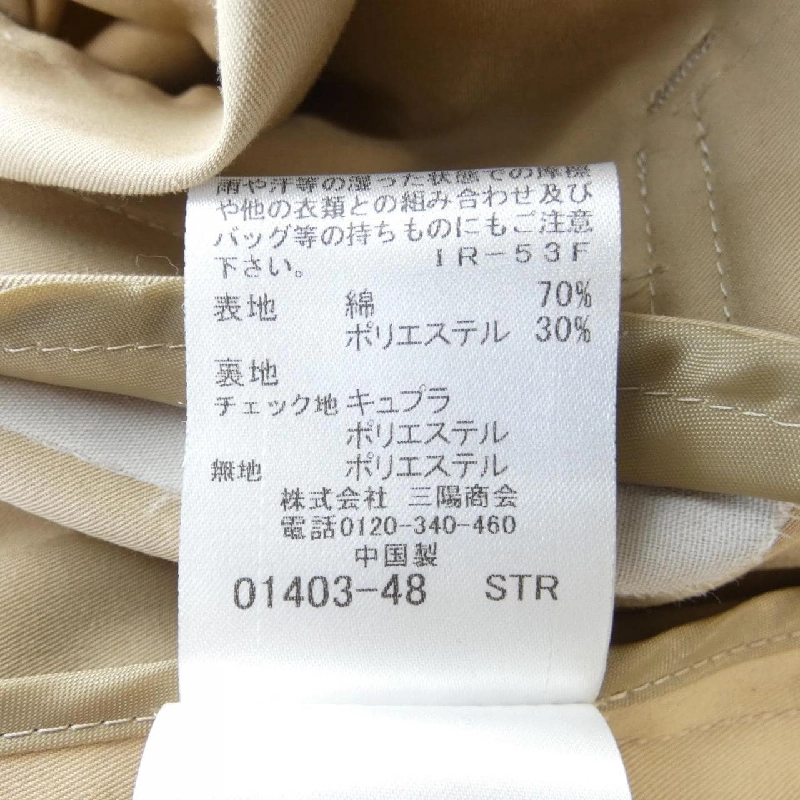 雨や汗等の湿った状態での摩擦
や他の衣類との組み合わせ及び
バッグ等の持ちものにもご注意
下さい。 IR-53F
表地 綿 70%
ポリエステル 30%
裏地
チェック地 キュプラ
ポリエステル
無地 ポリエステル
株式会社 三陽商会
電話0120-340-460
中国製
01403-48 STR